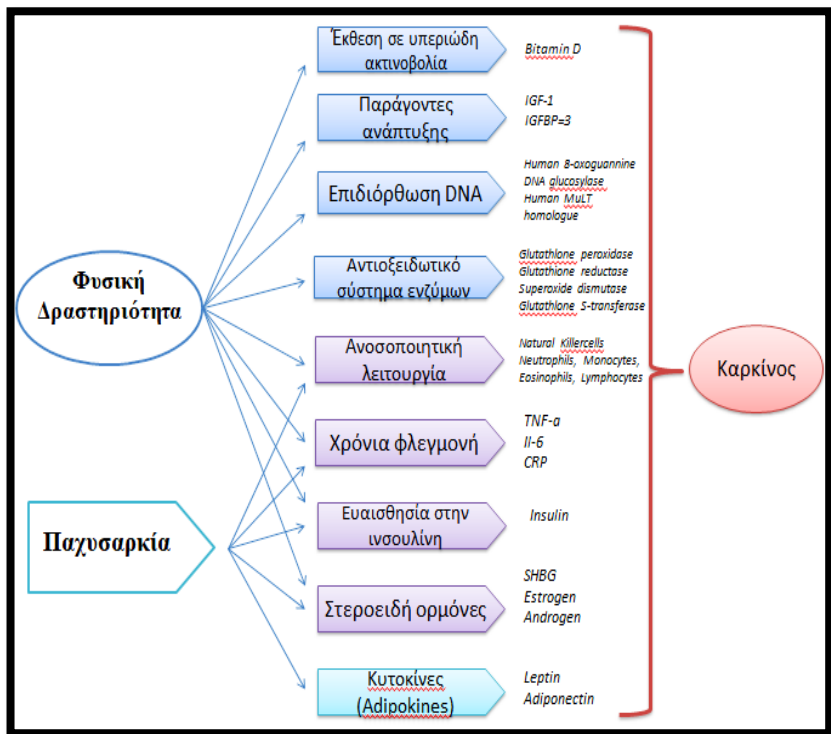 Έκθεση σε υπεριώδη
ακτινοβολία
Bitamin D
Παράγοντες
ανάπτυξης
IGF-1
IGFBP=3
Επιδιόρθωση DNA
Human 8-oxoguannine
DNA glucosylase
Human MuLT
homologue
Φυσική
Δραστηριότητα
Αντιοξειδωτικό
σύστημα ενζύμων
Glutathione peroxidase
Glutathione reductase
Superoxide dismutase
Glutathlone S-transferase
Ανοσοποιητική
λειτουργία
Natural Killercells
Neutrophils, Monocytes,
Eosinophils, Lymphocytes
Καρκίνος
Χρόνια φλεγμονή
TNF-a
Il-6
CRP
Παχυσαρκία
Ευαισθησία στην
ινσουλίνη
Insulin
Στεροειδή ορμόνες
SHBG
Estrogen
Androgen
Κυτοκίνες
(Adipokines)
Leptin
Adiponectin